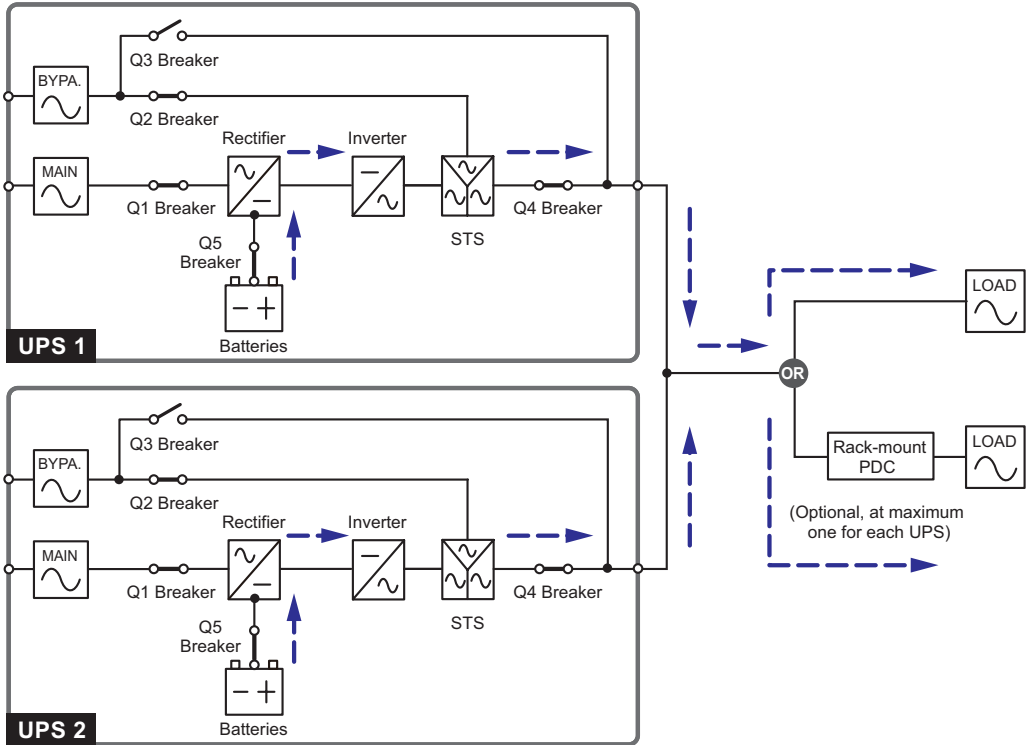 Q3 Breaker
BYPA.
Q2 Breaker
Rectifier
Inverter
MAIN
Q1 Breaker
Q4 Breaker
STS
Q5
Breaker
Batteries
UPS 1
LOAD
OR
Q3 Breaker
BYPA.
Q2 Breaker
Rectifier
Inverter
MAIN
Q1 Breaker
Q4 Breaker
STS
Q5
Breaker
Batteries
UPS 2
Rack-mount
PDC
LOAD
(Optional, at maximum
one for each UPS)